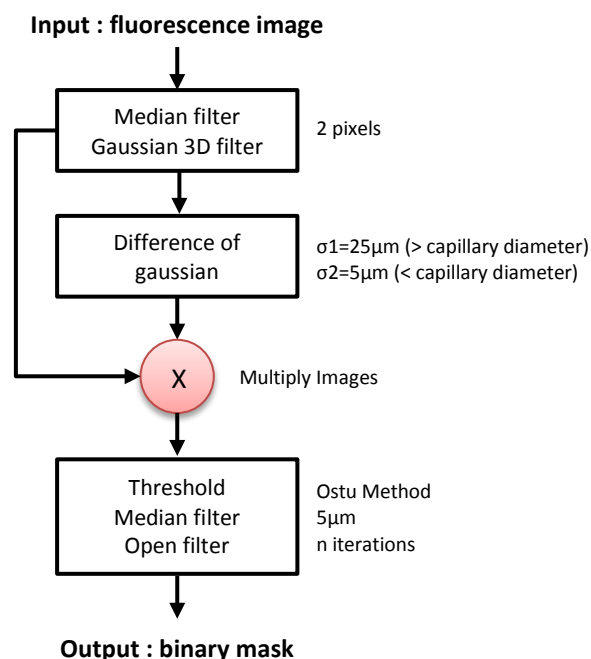 Input : fluorescence image
Median filter
Gaussian 3D filter
2 pixels
Difference of
gaussian
σ1=25µm (> capillary diameter)
σ2=5µm (< capillary diameter)
X
Multiply Images
Threshold
Median filter
Open filter
Ostu Method
5µm
n iterations
Output : binary mask